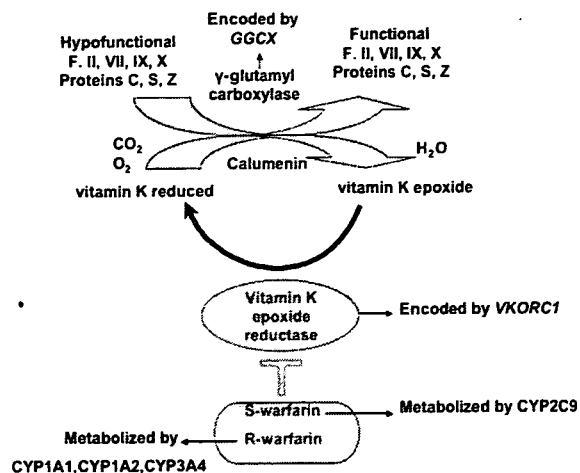 Encoded by
GGCX
Hypofunctional
F. II, VII, IX, X
Proteins C, S, Z
γ-glutamyl
carboxylase
Functional
F. II, VII, IX, X
Proteins C, S, Z
CO2
O2
Calumenin
H2O
vitamin K reduced
vitamin K epoxide
Vitamin K
epoxide
reductase
Encoded by VKORC1
S-warfarin
R-warfarin
Metabolized by CYP2C9
Metabolized by
CYP1A1,CYP1A2,CYP3A4